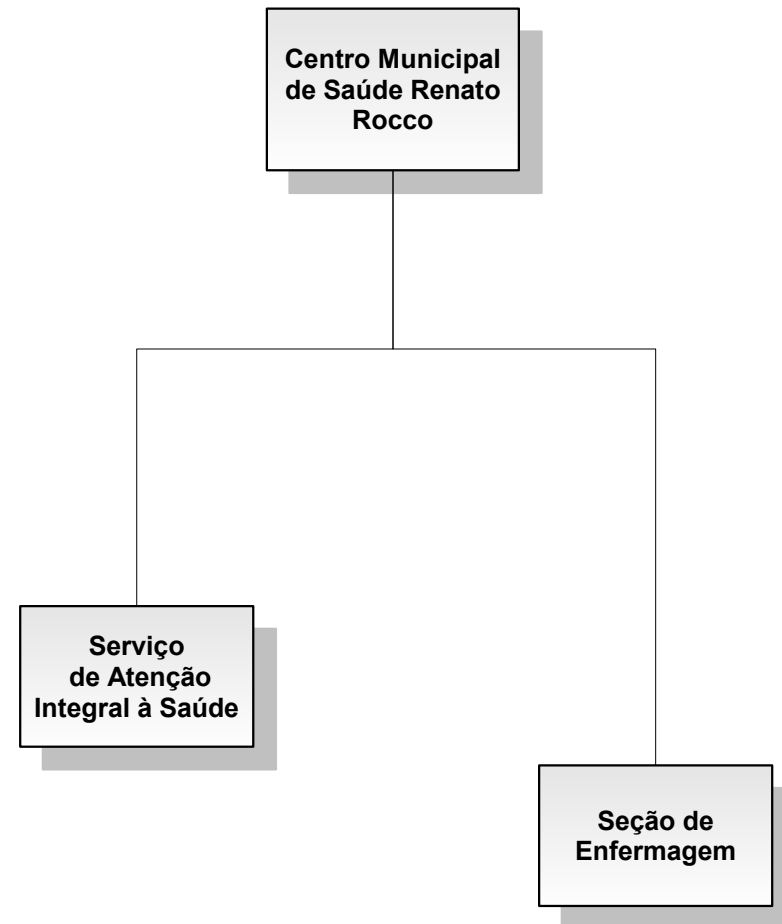 Centro Municipal
de Saúde Renato
Rocco
Serviço
de Atenção
Integral à Saúde
Seção de
Enfermagem